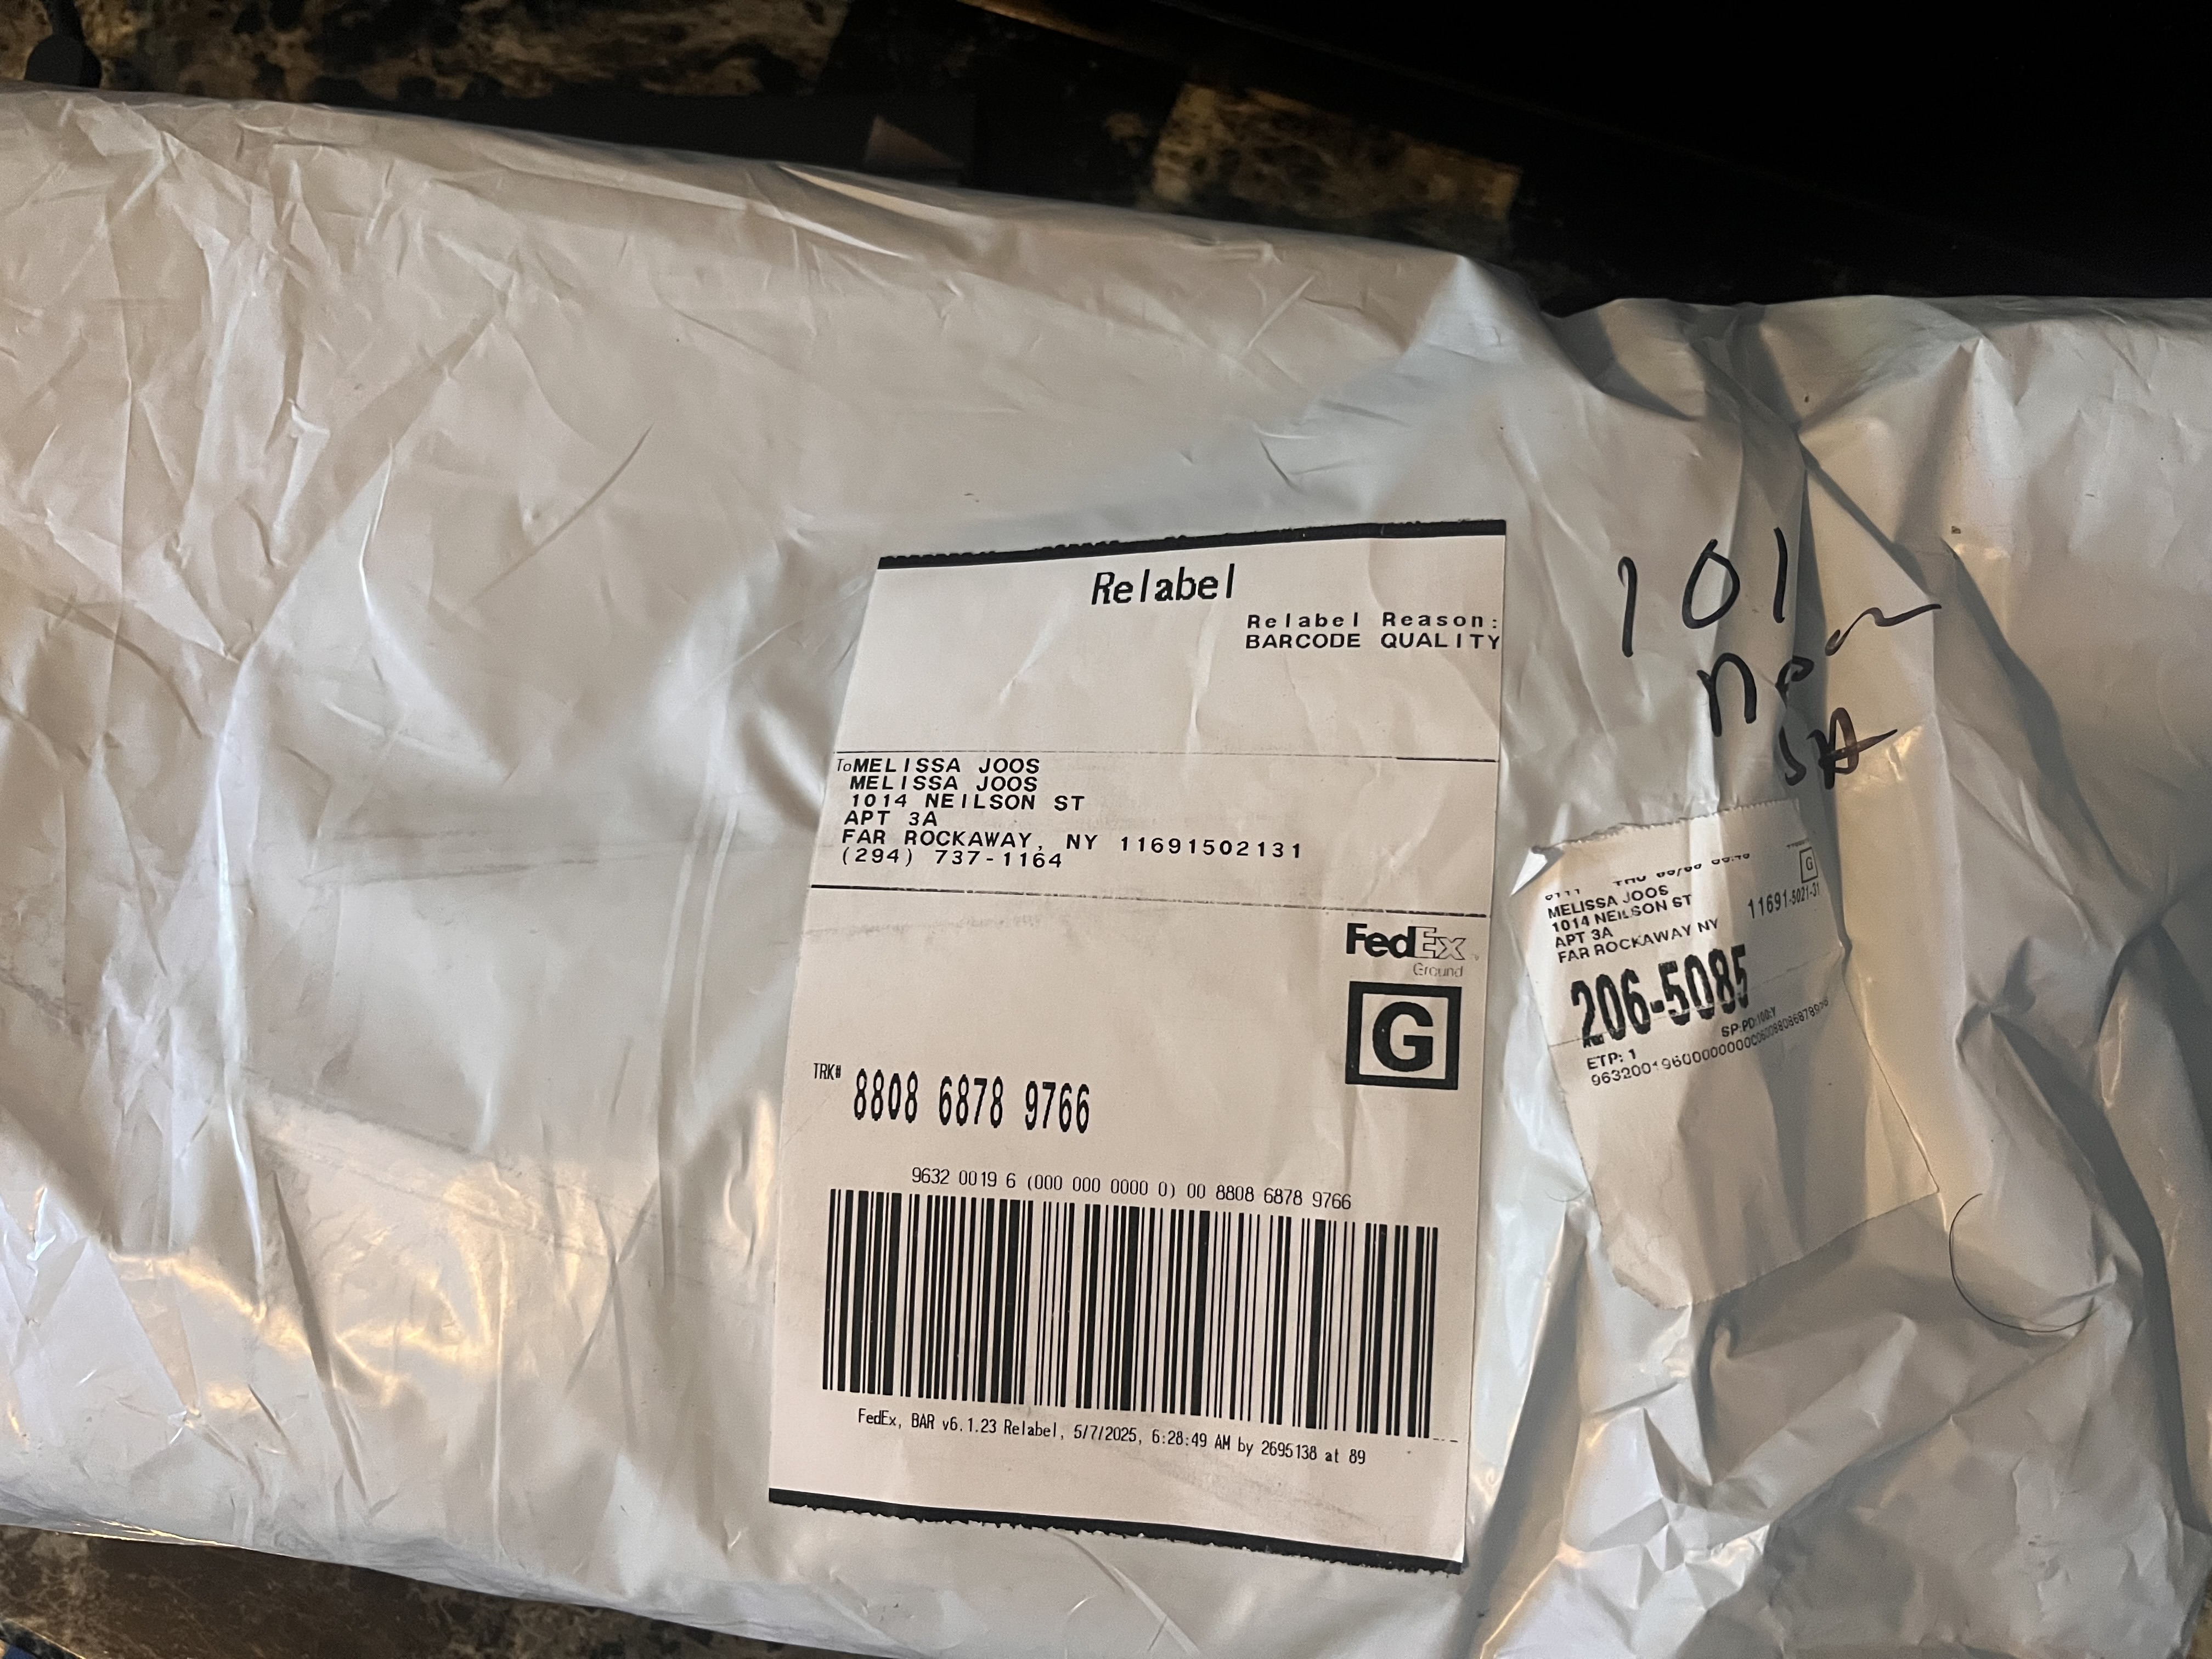 Relabel
Relabel Reason:
BARCODE QUALITY
To MELISSA JOOS
MELISSA JOOS
1014 NEILSON ST
APT 3A
FAR ROCKAWAY, NY 11691502131
(294) 737-1164
FedEx
Ground
G
TRK# 8808 6878 9766
9632 0019 6 (000 000 0000 0) 00 8808 6878 9766
FedEx, BAR v6.1.23 Relabel, 5/7/2025, 6:28:49 AM by 2695138 at 89
101
G
MELISSA JOOS
1014 NEILSON ST
11691-5021-31
APT 3A
FAR ROCKAWAY NY
206-5085
ETP: 1